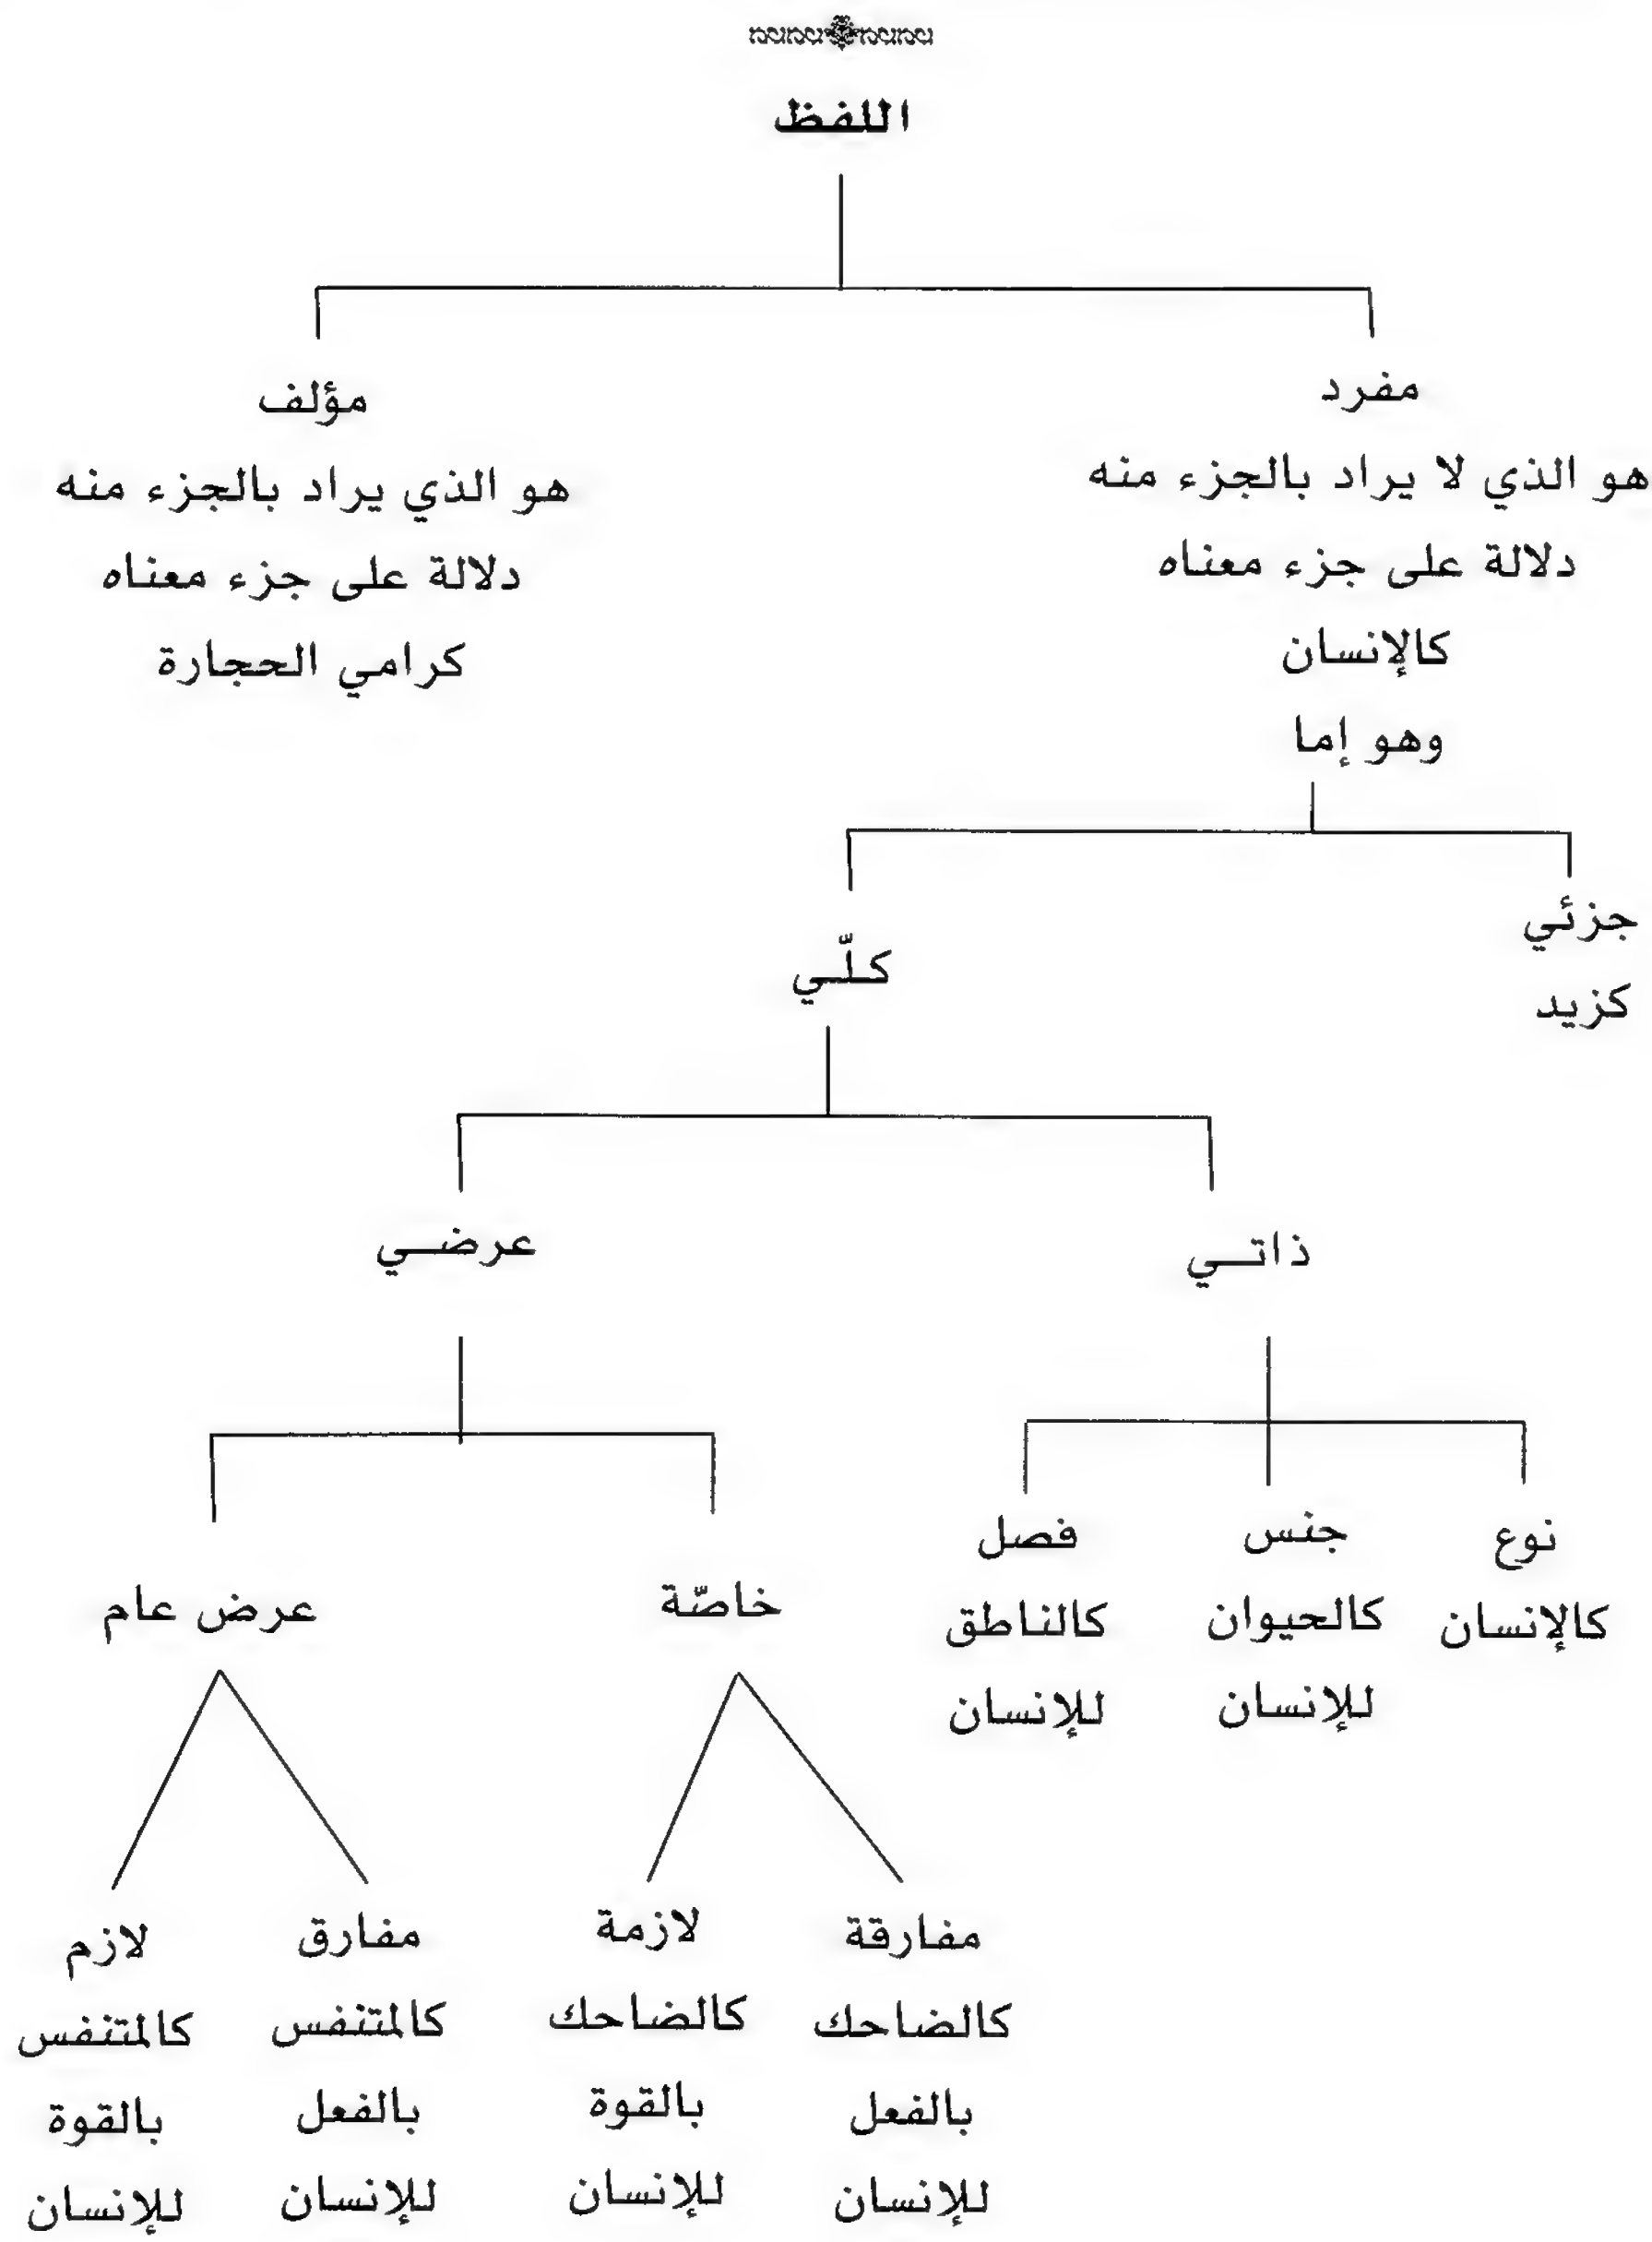 اللفظ
مفرد
هو الذي لا يراد بالجزء منه
دلالة على جزء معناه
كالإنسان
وهو إما
مؤلف
هو الذي يراد بالجزء منه
دلالة على جزء معناه
كرامي الحجارة
جزئي
كزيد
كلّـي
ذاتـي
عرضـي
نوع
كالإنسان
جنس
كالحيوان
للإنسان
فصل
كالناطق
للإنسان
خاصّة
عرض عام
مفارقة
كالضاحك
بالفعل
للإنسان
لازمة
كالضاحك
بالقوة
للإنسان
مفارق
كالمتنفس
بالفعل
للإنسان
لازم
كالمتنفس
بالقوة
للإنسان